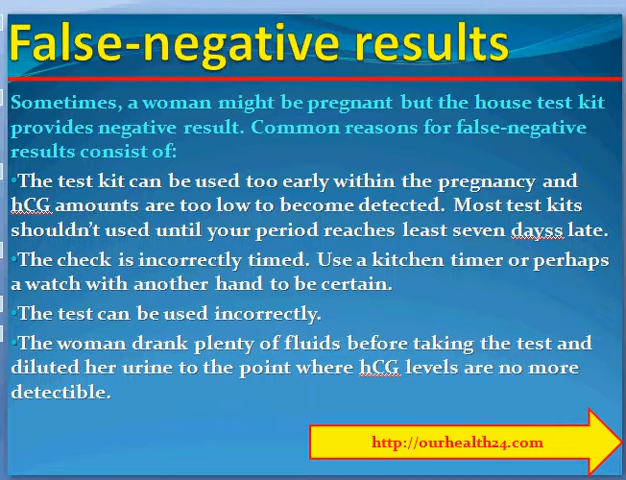 False-negative results
Sometimes, a woman might be pregnant but the house test kit
provides negative result. Common reasons for false-negative
results consist of:
•The test kit can be used too early within the pregnancy and
hCG amounts are too low to become detected. Most test kits
shouldn't used until your period reaches least seven dayss late.
•The check is incorrectly timed. Use a kitchen timer or perhaps
a watch with another hand to be certain.
•The test can be used incorrectly.
•The woman drank plenty of fluids before taking the test and
diluted her urine to the point where hCG levels are no more
detectible.
http://ourhealth24.com